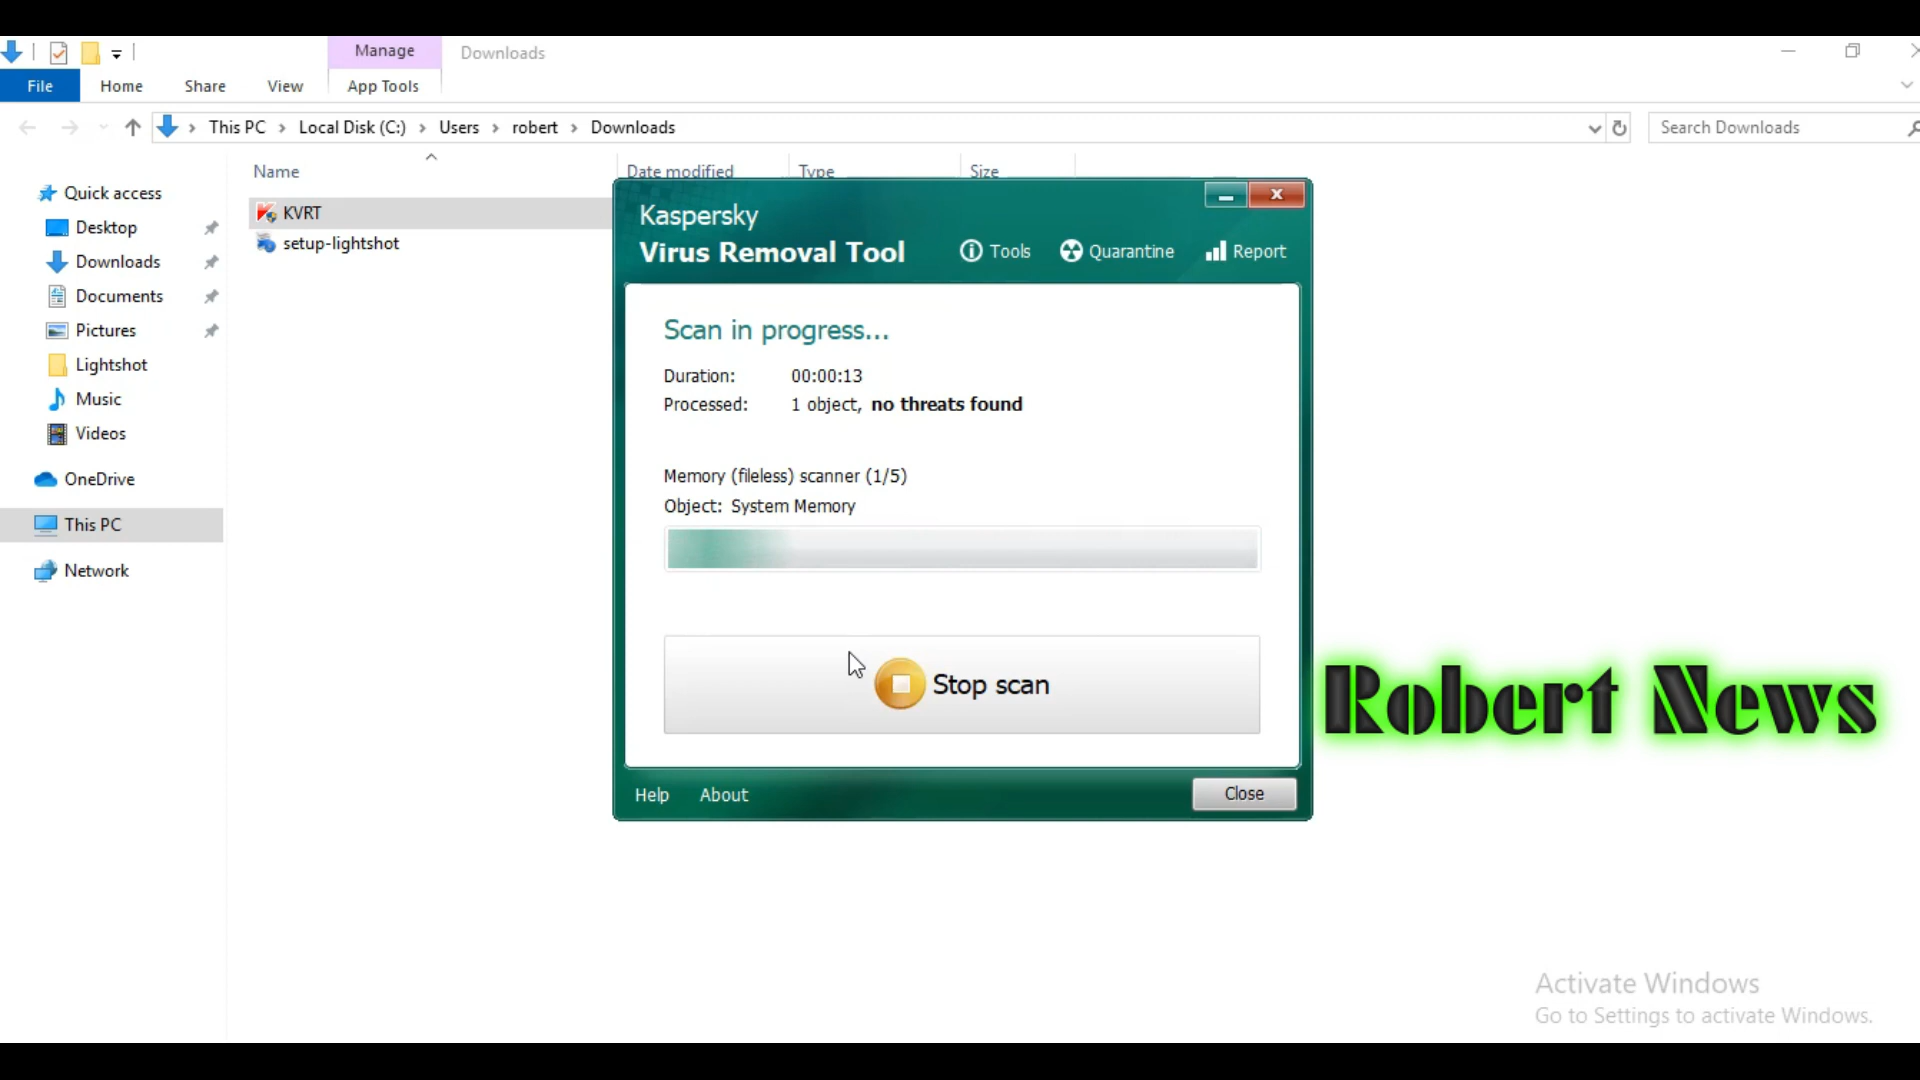 Manage Downloads
File Home Share View App Tools
This PC > Local Disk (C:) > Users > robert > Downloads
Search Downloads
Name Date modified Type Size
Quick access
Desktop
Downloads
Documents
Pictures
Lightshot
Music
Videos
OneDrive
This PC
Network
KVRT
setup-lightshot
Kaspersky
Virus Removal Tool
Tools Quarantine Report
Scan in progress...
Duration: 00:00:13
Processed: 1 object, no threats found
Memory (fileless) scanner (1/5)
Object: System Memory
Stop scan
Help About Close
Robert News
Activate Windows
Go to Settings to activate Windows.